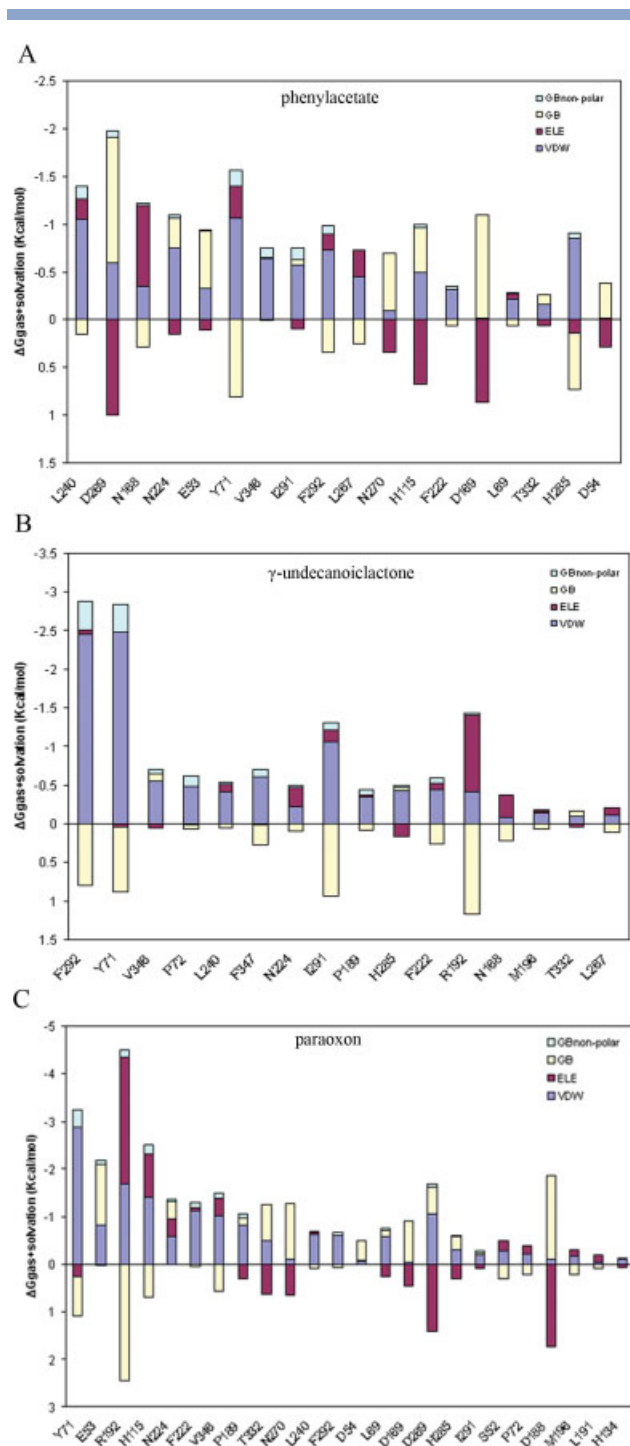 A
phenylacetate
GBnon-polar
GB
ELE
VDW
ΔGgas+solvation (Kcal/mol)
-2.5
-2
-1.5
-1
-0.5
0
0.5
1
1.5
L240 D269 N168 N224 E53 Y71 V346 I291 F292 L267 N270 H115 F222 D169 L69 T332 H285 D54
B
γ-undecanoiclactone
GBnon-polar
GB
ELE
VDW
ΔGgas+solvation (Kcal/mol)
-3.5
-3
-2.5
-2
-1.5
-1
-0.5
0
0.5
1
1.5
F292 Y71 V346 P72 L240 F347 N224 I291 P189 H285 F222 R192 N168 M196 T332 L267
C
paraoxon
GBnon-polar
GB
ELE
VDW
ΔGgas+solvation (Kcal/mol)
-5
-4
-3
-2
-1
0
1
2
3
Y71 E53 R192 H115 N224 F222 V346 P189 T332 N270 L240 F292 D54 L69 D169 D269 H285 I291 S52 P72 D188 M196 L191 H134